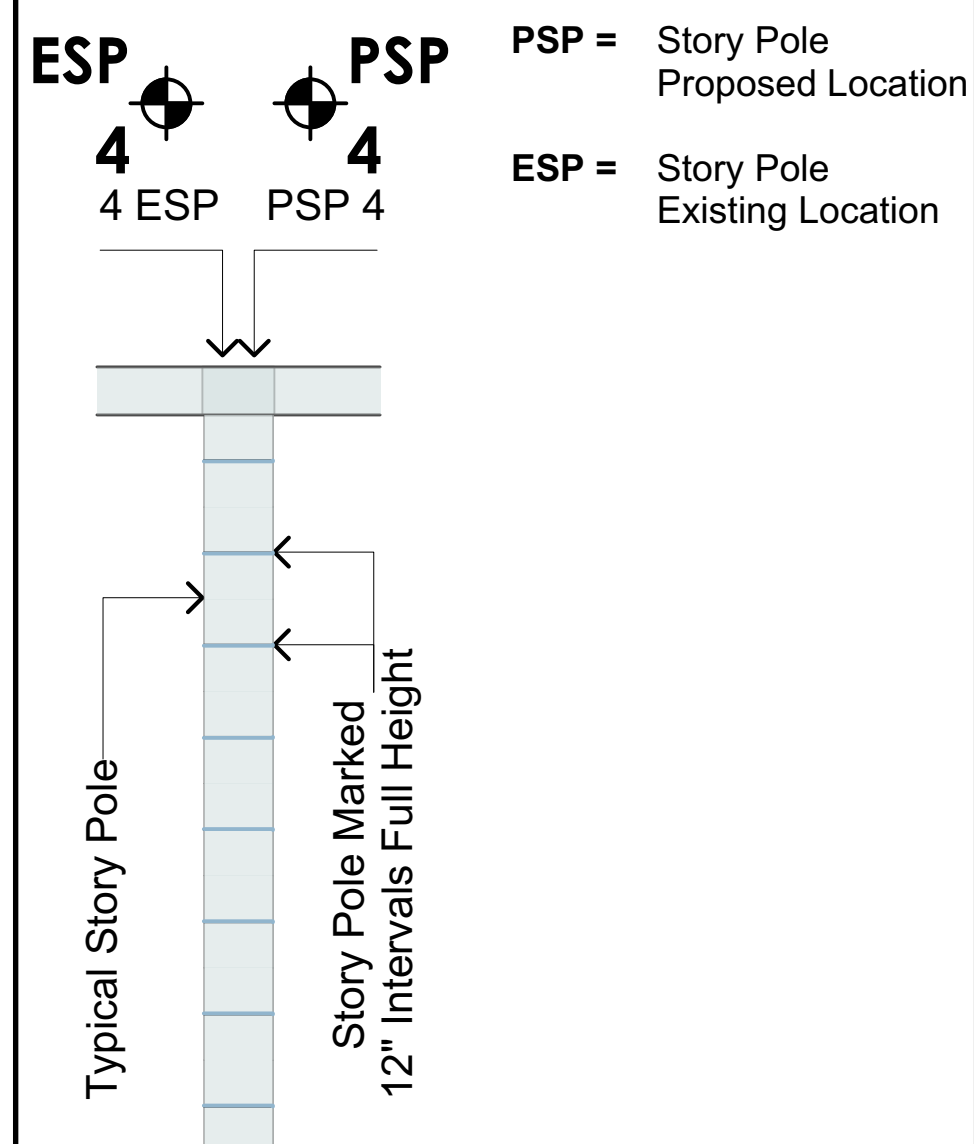 ESP
4
PSP
4
4 ESP
PSP 4
PSP = Story Pole
Proposed Location
ESP = Story Pole
Existing Location
Typical Story Pole
Story Pole Marked
12" Intervals Full Height